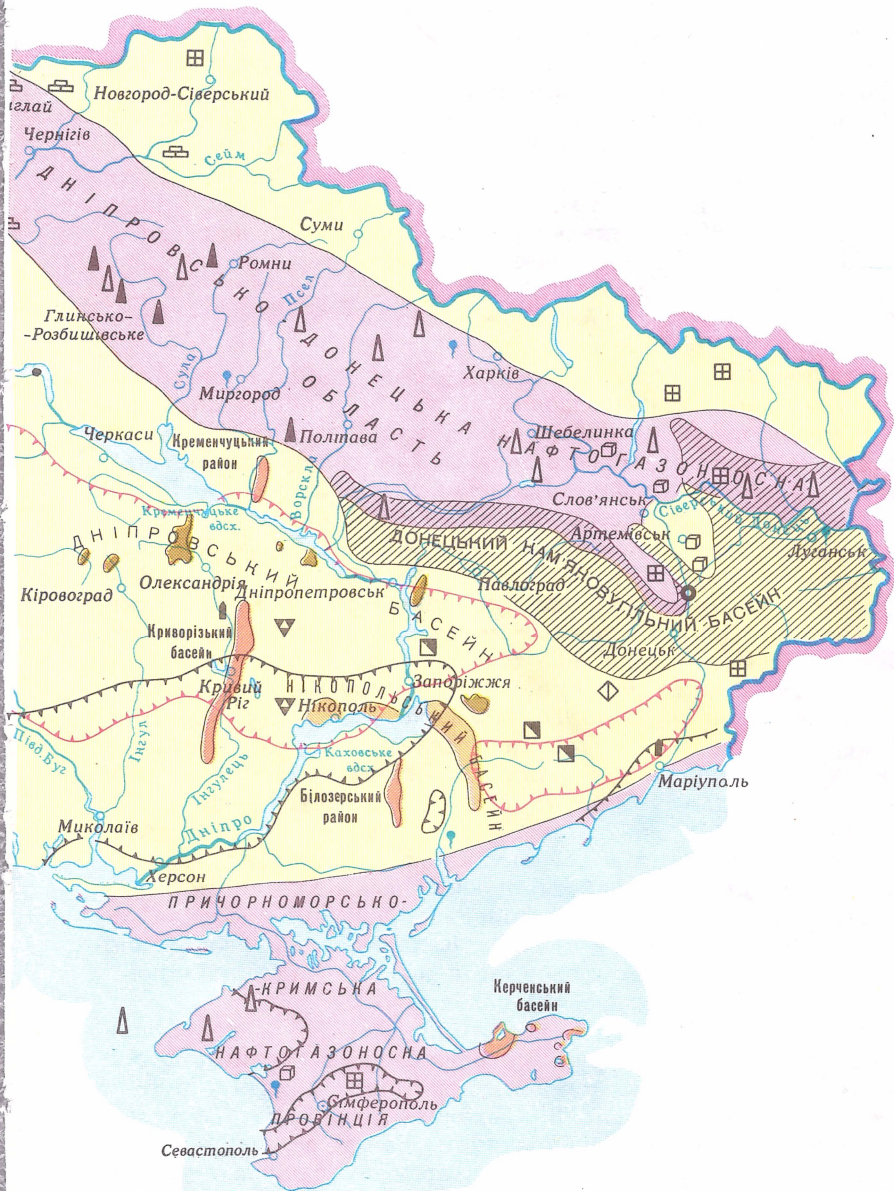 Новгород-Сіверський
Чернігів
Сейм
Суми
Ромни
Псел
Глинсько-
-Розбишівське
Сула
Миргород
Харків
ДНІПРОВСЬКО-ДОНЕЦЬКА НАФТОГАЗОНОСНА
ОБЛАСТЬ
Черкаси
Кременчуцький
район
Полтава
Шебелинка
Ворскла
Слов'янськ
Кременчуцьке
вдсх.
Сіверський Донець
Артемівськ
Луганськ
ДНІПРОВСЬКИЙ БАСЕЙН
ДОНЕЦЬКИЙ КАМ'ЯНОВУГІЛЬНИЙ БАСЕЙН
Кіровоград
Олександрія
Дніпропетровськ
Павлоград
Криворізький
басейн
Донецьк
Кривий
Ріг
НІКОПОЛЬСЬКИЙ БАСЕЙН
Запоріжжя
Нікополь
Півд.Буг
Інгул
Інгулець
Каховське
вдсх.
Маріуполь
Білозерський
район
Миколаїв
Дніпро
Херсон
ПРИЧОРНОМОРСЬКО-
-КРИМСЬКА
Керченський
басейн
НАФТОГАЗОНОСНА
Сімферополь
ПРОВІНЦІЯ
Севастополь